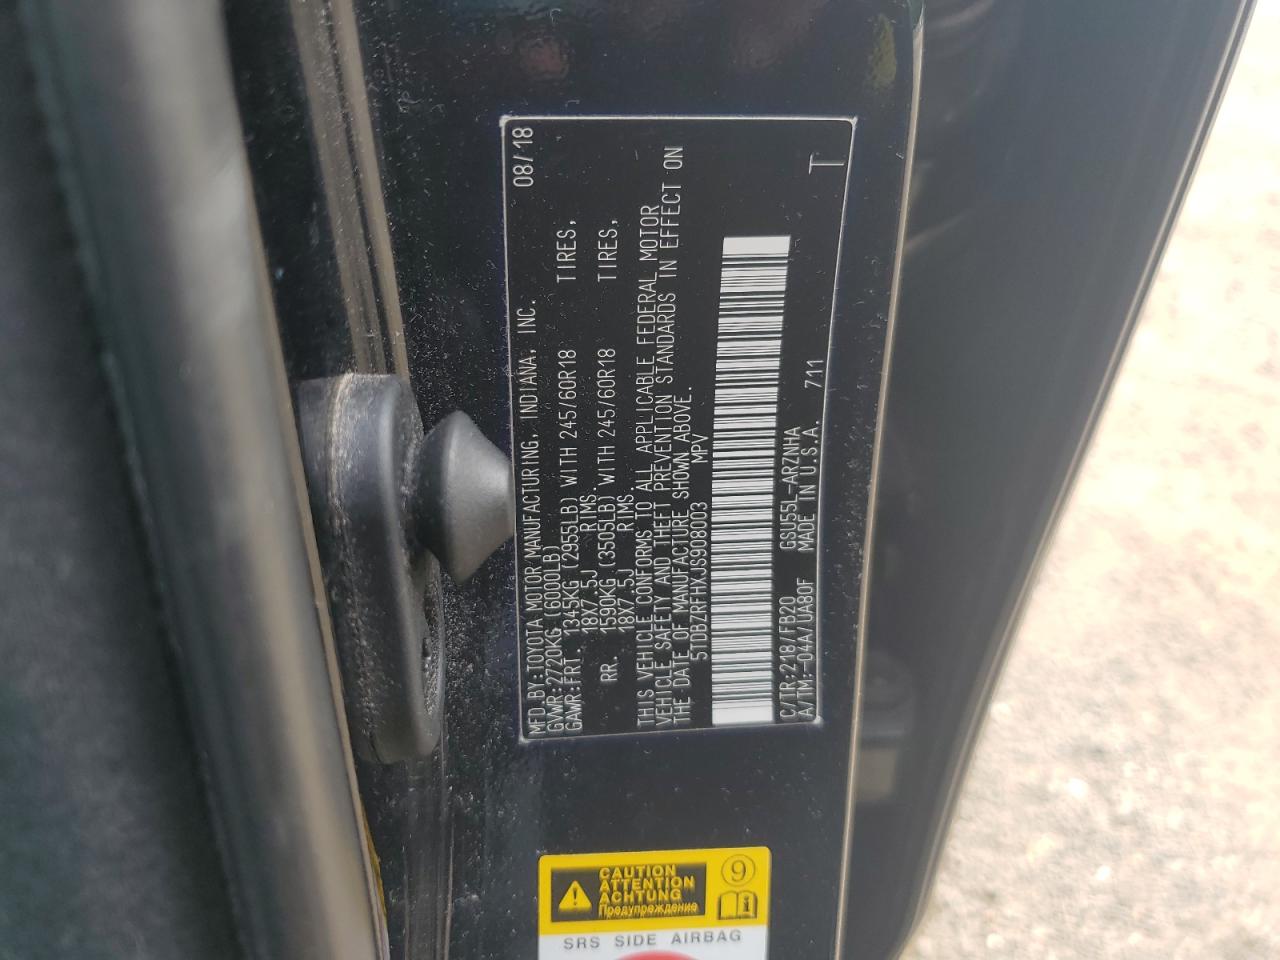 08/18
MFD.BY:TOYOTA MOTOR MANUFACTURING, INDIANA, INC.
GVWR:2720KG (6000LB)
GAWR:FRT. 1345KG (2955LB) WITH 245/60R18 TIRES,
18X7.5J RIMS.
RR. 1590KG (3505LB) WITH 245/60R18 TIRES,
18X7.5J RIMS.
THIS VEHICLE CONFORMS TO ALL APPLICABLE FEDERAL MOTOR
VEHICLE SAFETY AND THEFT PREVENTION STANDARDS IN EFFECT ON
THE DATE OF MANUFACTURE SHOWN ABOVE.
5TDBZRFHXJS908003 MPV
C/TR:218/FB20 GSU55L-ARZNHA
A/TM:-04A/UA80F MADE IN U.S.A. 711 T
CAUTION
ATTENTION
ACHTUNG
Предупреждение
9
SRS SIDE AIRBAG